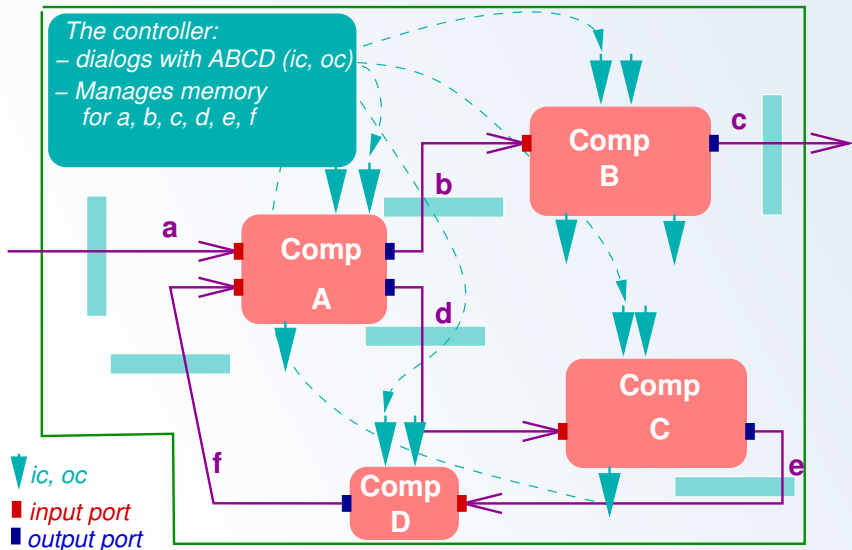 The controller:
– dialogs with ABCD (ic, oc)
– Manages memory
for a, b, c, d, e, f
c
Comp
B
b
a
Comp
A
d
Comp
C
f
e
ic, oc
Comp
D
input port
output port